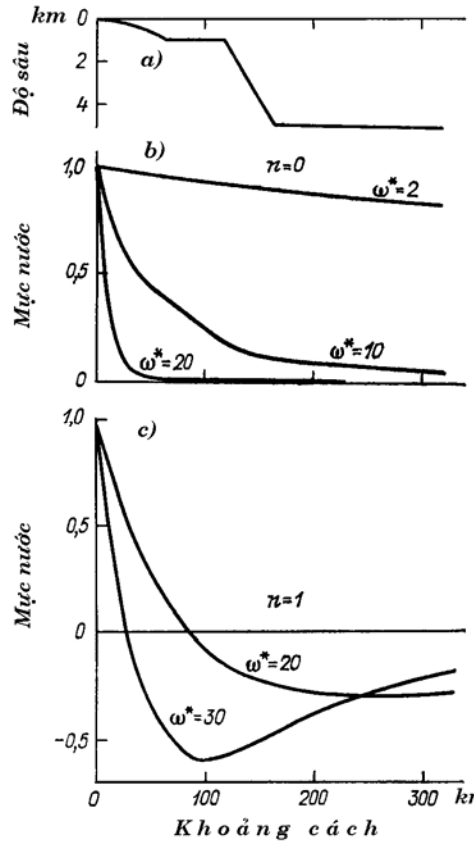 km 0
a)
2
4
Độ sâu
b)
1,0
n=0
ω*=2
0,5
Mực nước
ω*=20
ω*=10
0
1,0
c)
0,5
Mực nước
n=1
0
ω*=20
ω*=30
-0,5
0 100 200 300 km
Khoảng cách